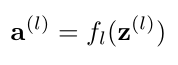 a^{(l)} = f_l(z^{(l)})